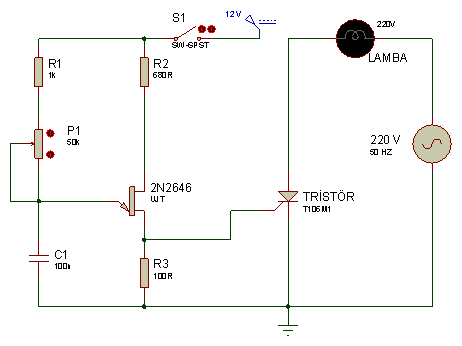 S1
12V
220V
SW-SPST
R1
1k
R2
680R
LAMBA
P1
50k
220 V
50 HZ
2N2646
UJT
TRİSTÖR
T106M1
C1
100n
R3
100R